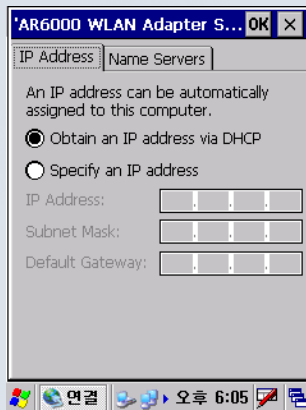 'AR6000 WLAN Adapter S... OK ×
IP Address Name Servers
An IP address can be automatically
assigned to this computer.
Obtain an IP address via DHCP
Specify an IP address
IP Address:
Subnet Mask:
Default Gateway:
연결 오후 6:05